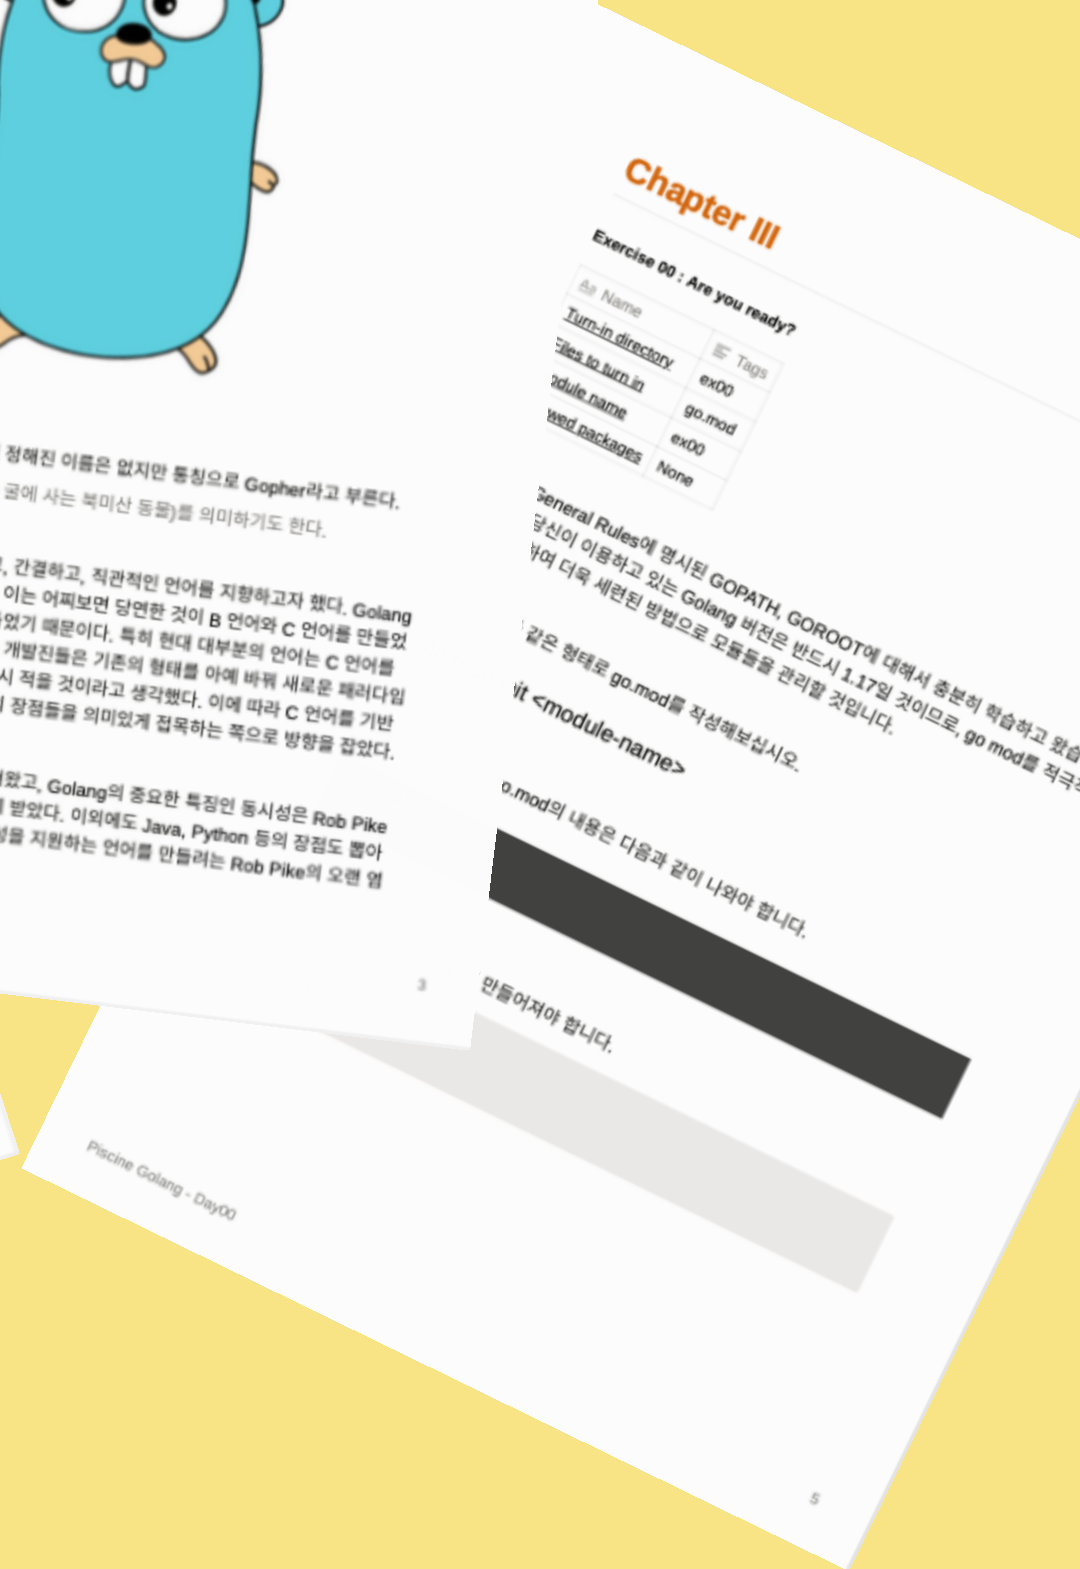 정해진 이름은 없지만 통칭으로 Gopher라고 부른다.
굴에 사는 북미산 동물)를 의미하기도 한다.
간결하고, 직관적인 언어를 지향하고자 했다. Golang
이는 어찌보면 당연한 것이 B 언어와 C 언어를 만들었
었기 때문이다. 특히 현대 대부분의 언어는 C 언어를
개발진들은 기존의 형태를 아예 바꿔 새로운 패러다임
시 적을 것이라고 생각했다. 이에 따라 C 언어를 기반
장점들을 의미있게 접목하는 쪽으로 방향을 잡았다.
왔고, Golang의 중요한 특징인 동시성은 Rob Pike
받았다. 이외에도 Java, Python 등의 장점도 뽑아
성을 지원하는 언어를 만들려는 Rob Pike의 오랜 염
3
Chapter III
Exercise 00 : Are you ready?
Aa Name Tags
Turn-in directory ex00
Files to turn in go.mod
odule name ex00
wed packages None
General Rules에 명시된 GOPATH, GOROOT에 대해서 충분히 학습하고 왔습
당신이 이용하고 있는 Golang 버전은 반드시 1.17일 것이므로, go mod를 적극
하여 더욱 세련된 방법으로 모듈들을 관리할 것입니다.
같은 형태로 go.mod를 작성해보십시오.
it <module-name>
o.mod의 내용은 다음과 같이 나와야 합니다.
만들어져야 합니다.
Piscine Golang - Day00
5